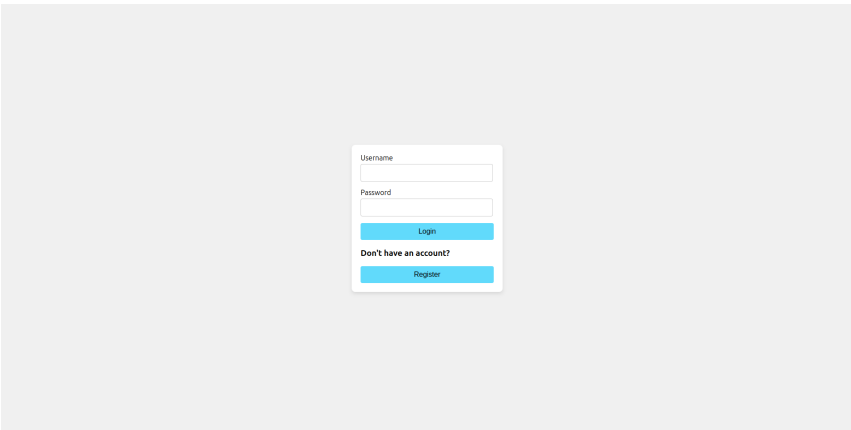 Username
Password
Login
Don't have an account?
Register